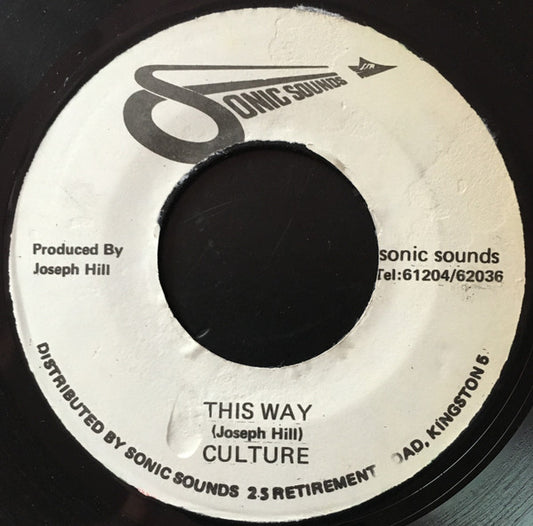 SONIC SOUNDS
Produced By
Joseph Hill
sonic sounds
Tel:61204/62036
THIS WAY
(Joseph Hill)
CULTURE
DISTRIBUTED BY SONIC SOUNDS 25 RETIREMENT OAD, KINGSTON 5